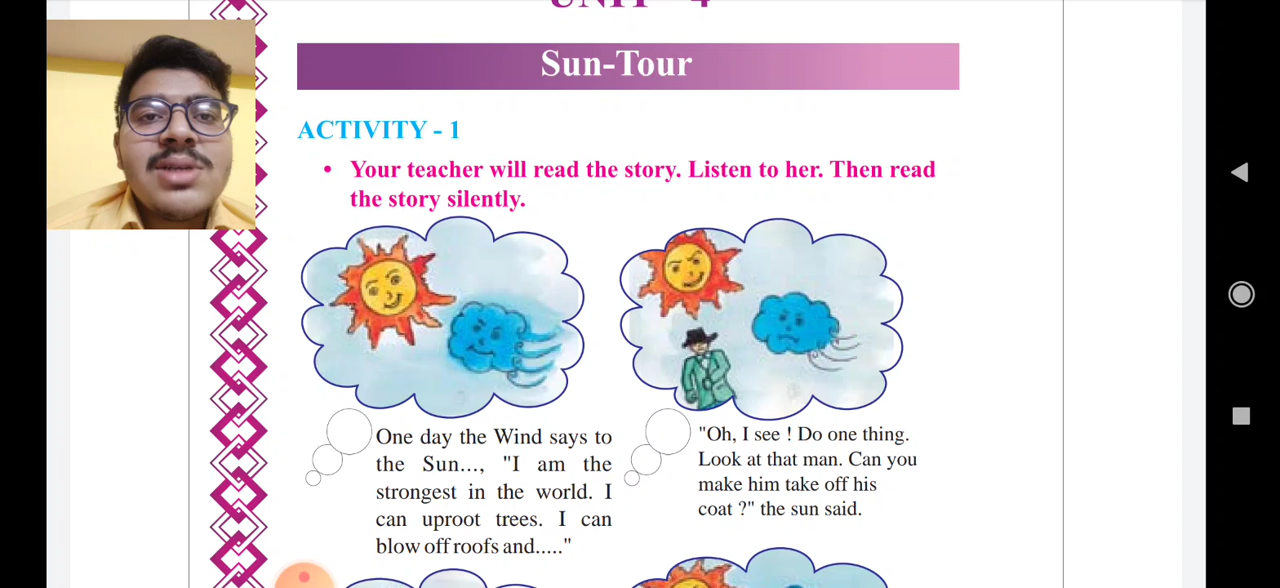 UNIT - 4
Sun-Tour
ACTIVITY - 1
• Your teacher will read the story. Listen to her. Then read
the story silently.
One day the Wind says to
the Sun..., "I am the
strongest in the world. I
can uproot trees. I can
blow off roofs and....."
"Oh, I see ! Do one thing.
Look at that man. Can you
make him take off his
coat ?" the sun said.